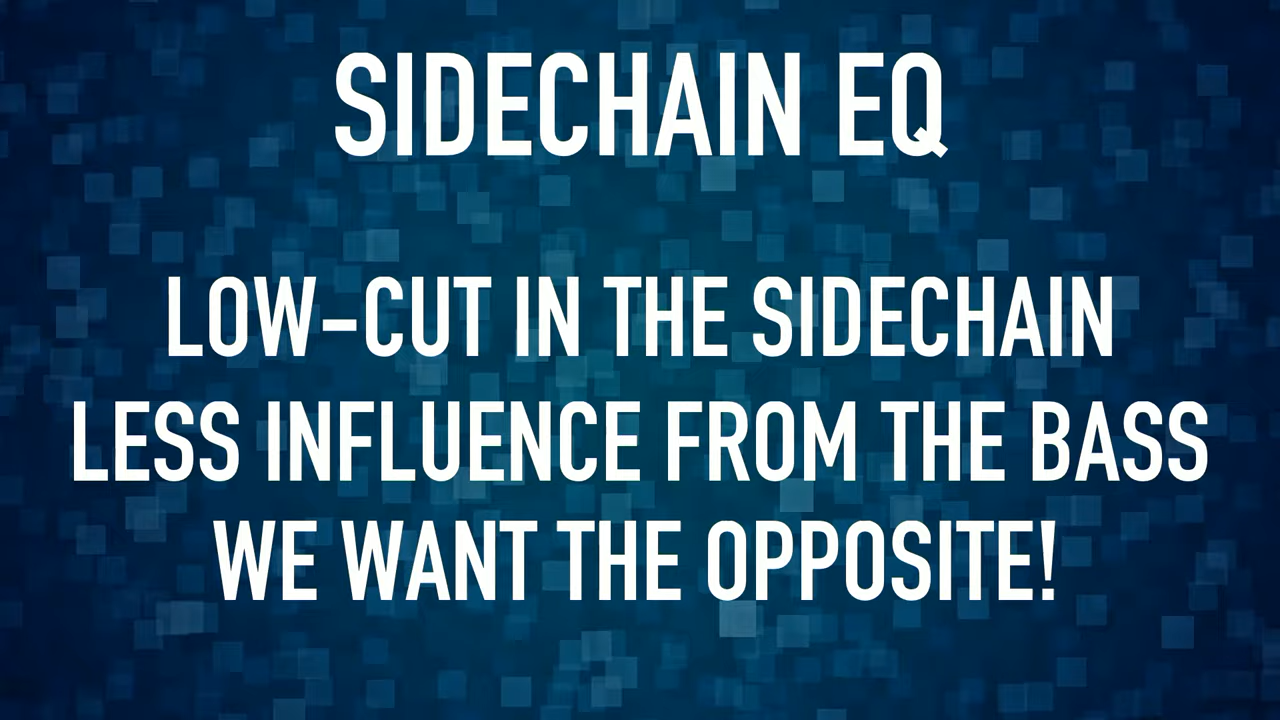 SIDECHAIN EQ
LOW-CUT IN THE SIDECHAIN
LESS INFLUENCE FROM THE BASS
WE WANT THE OPPOSITE!